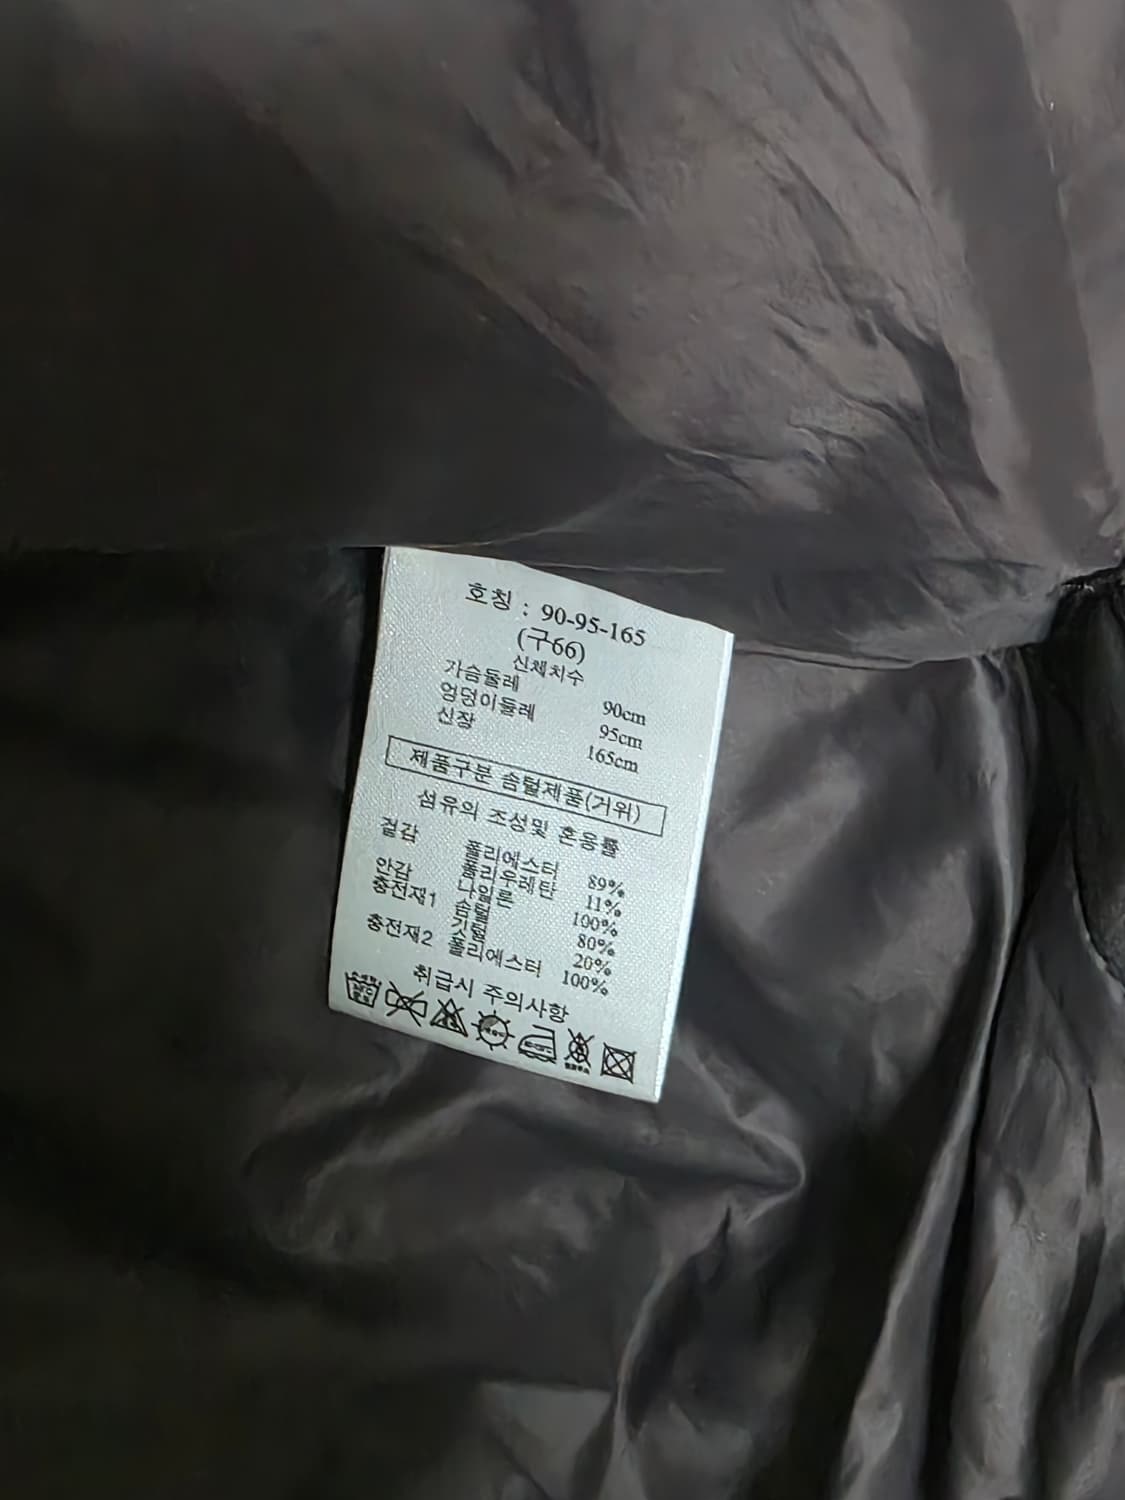 호칭 : 90-95-165
(구66)
신체치수
가슴둘레 90cm
엉덩이둘레 95cm
신장 165cm
제품구분 솜털제품(거위)
섬유의 조성및 혼용률
겉감 폴리에스터 89%
폴리우레탄 11%
안감 나일론 100%
충전재1 솜털 80%
깃털 20%
충전재2 폴리에스터 100%
취급시 주의사항